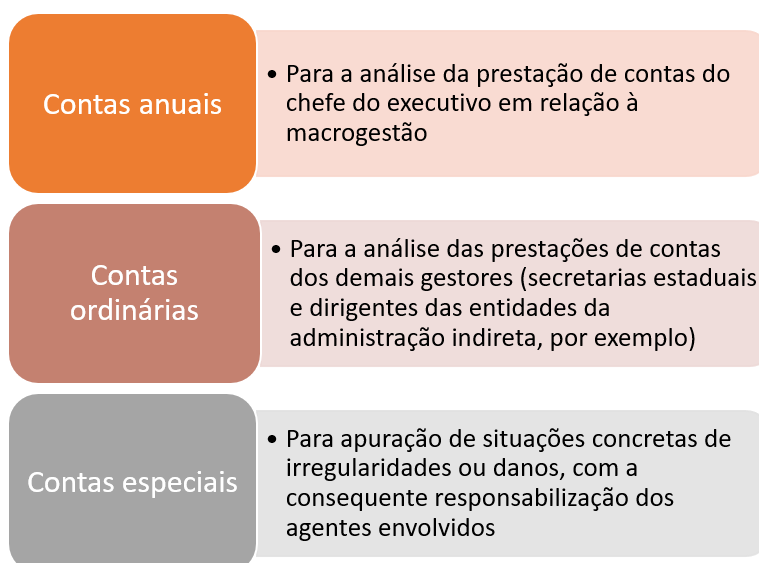 Contas anuais
• Para a análise da prestação de contas do
chefe do executivo em relação à
macrogestão
Contas
ordinárias
• Para a análise das prestações de contas
dos demais gestores (secretarias estaduais
e dirigentes das entidades da
administração indireta, por exemplo)
Contas especiais
• Para apuração de situações concretas de
irregularidades ou danos, com a
consequente responsabilização dos
agentes envolvidos